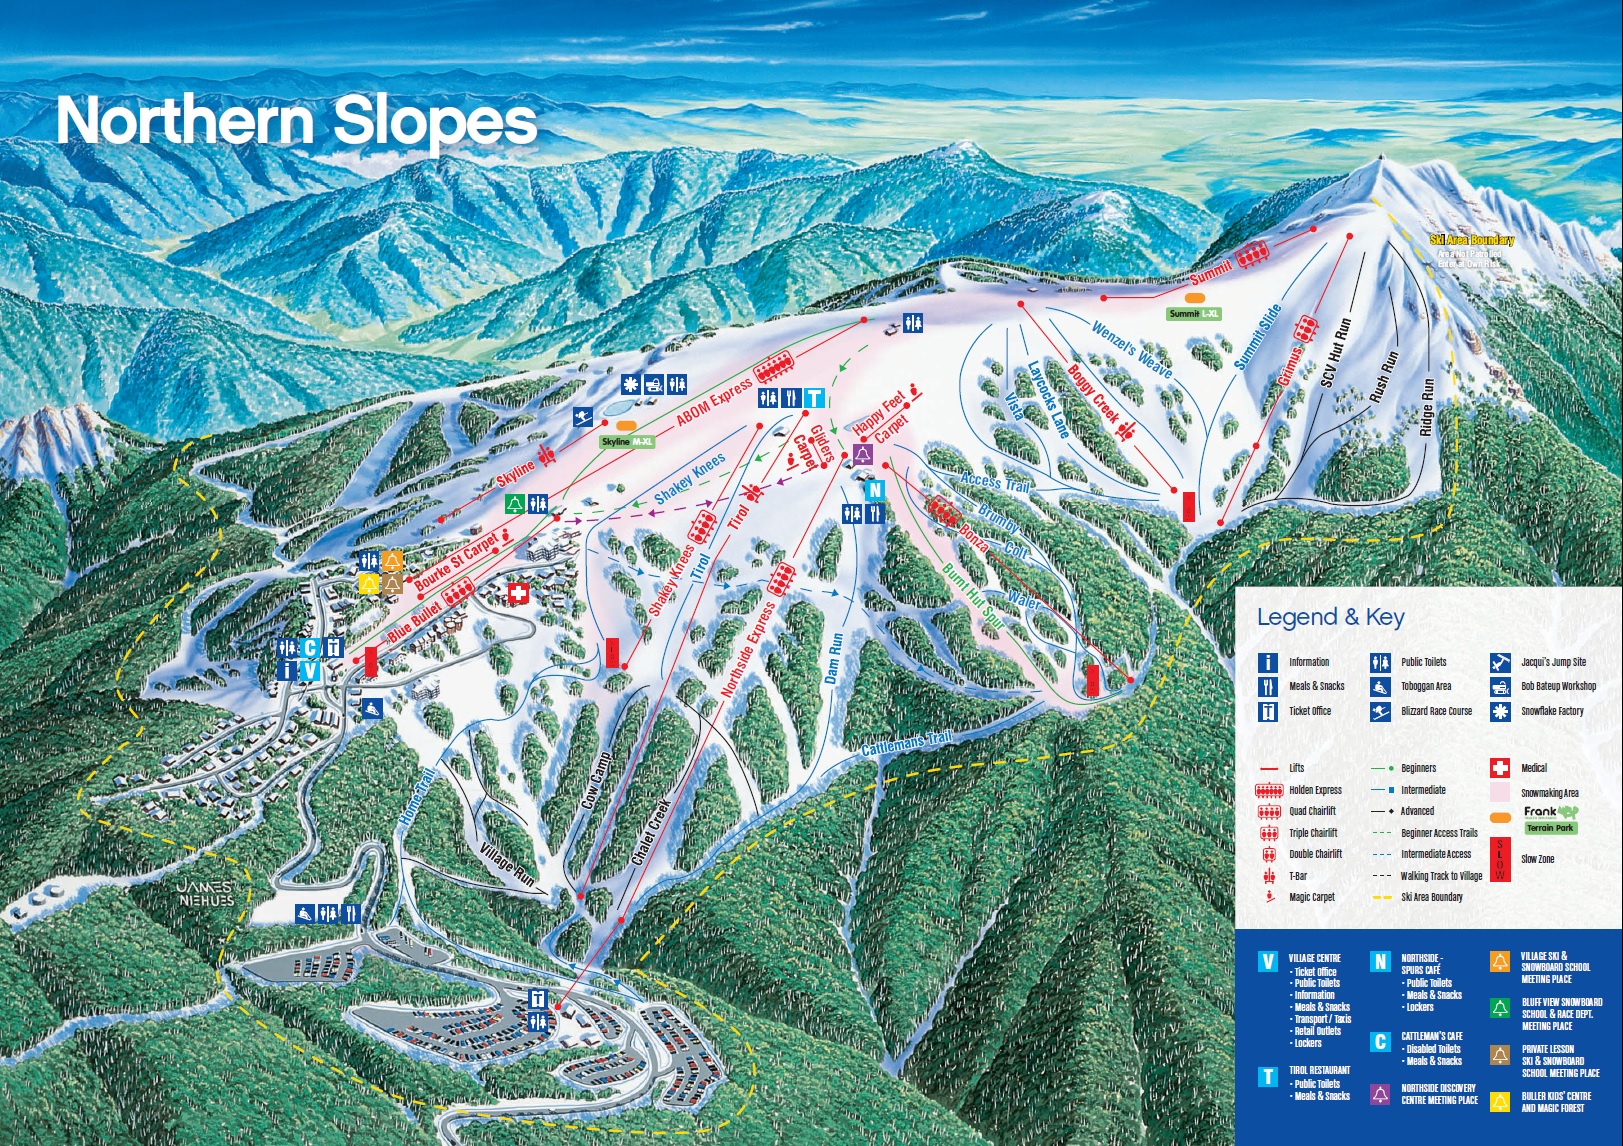 Northern Slopes
Ski Area Boundary
Area Not Patrolled
Enter at Own Risk
Summit
Summit L-XL
Summit Slide
Grimus
SCV Hut Run
Rush Run
Ridge Run
Wenzel's Weave
Boggy Creek
Laycocks Lane
Visk
ABOM Express
Skyline M-XL
Skyline
T
Happy Feet
Carpet
Gliders
Carpet
Shakey Knees
Tirol
N
Access Trail
Brumby
Colt
Bonza
Burnt Hut Spur
Waler
Bourke St Carpet
Blue Bullet
Shakey Knees
Tirol
Northside Express
Dam Run
C
i
V
Cattleman's Trail
Cow Camp
Chalet Creek
Home Trail
Village Run
JAMES
NIEHUES
Legend & Key
i Information
Public Toilets
Jacqui's Jump Site
Meals & Snacks
Toboggan Area
Bob Bateup Workshop
Ticket Office
Blizzard Race Course
Snowflake Factory
Lifts
Beginners
Medical
Holden Express
Intermediate
Snowmaking Area
Quad Chairlift
Advanced
Frank
Terrain Park
Triple Chairlift
Beginner Access Trails
Double Chairlift
Intermediate Access
SLOW
Slow Zone
T-Bar
Walking Track to Village
Magic Carpet
Ski Area Boundary
V VILLAGE CENTRE
- Ticket Office
- Public Toilets
- Information
- Meals & Snacks
- Transport / Taxis
- Retail Outlets
- Lockers
T TIROL RESTAURANT
- Public Toilets
- Meals & Snacks
N NORTHSIDE -
SPURS CAFÉ
- Public Toilets
- Meals & Snacks
- Lockers
C CATTLEMAN'S CAFE
- Disabled Toilets
- Meals & Snacks
NORTHSIDE DISCOVERY
CENTRE MEETING PLACE
VILLAGE SKI &
SNOWBOARD SCHOOL
MEETING PLACE
BLUFF VIEW SNOWBOARD
SCHOOL & RACE DEPT.
MEETING PLACE
PRIVATE LESSON
SKI & SNOWBOARD
SCHOOL MEETING PLACE
BULLER KIDS' CENTRE
AND MAGIC FOREST